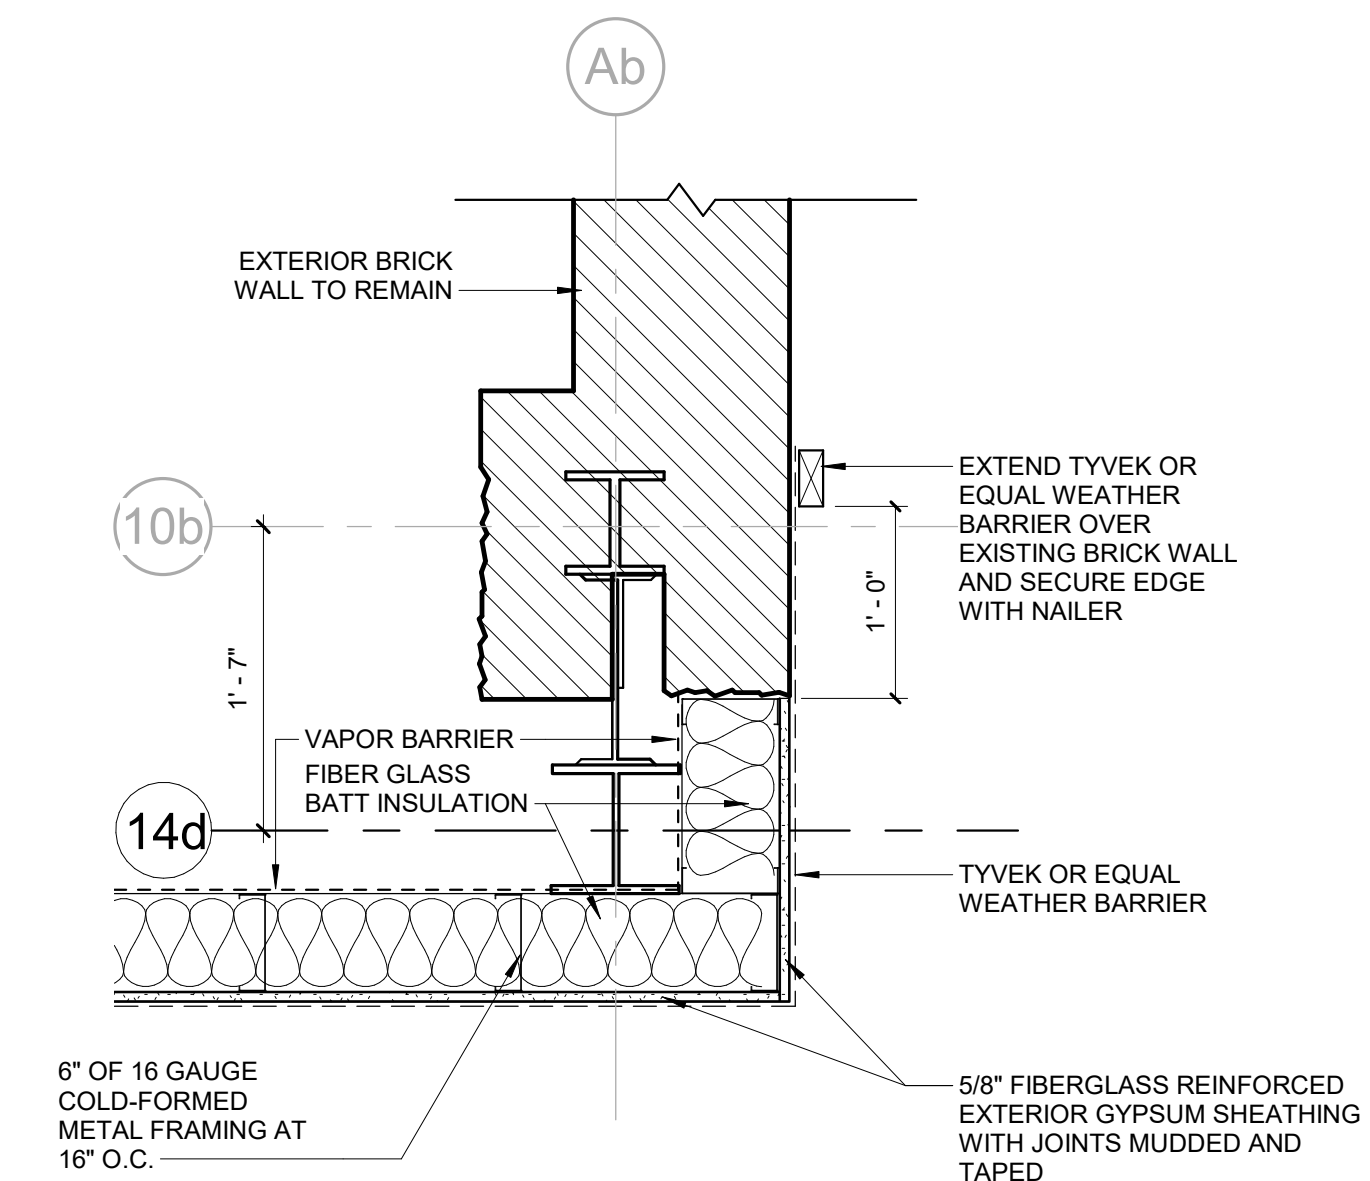 Ab
EXTERIOR BRICK
WALL TO REMAIN
EXTEND TYVEK OR
EQUAL WEATHER
BARRIER OVER
EXISTING BRICK WALL
AND SECURE EDGE
WITH NAILER
10b
1' - 0"
1' - 7"
VAPOR BARRIER
FIBER GLASS
BATT INSULATION
14d
TYVEK OR EQUAL
WEATHER BARRIER
6" OF 16 GAUGE
COLD-FORMED
METAL FRAMING AT
16" O.C.
5/8" FIBERGLASS REINFORCED
EXTERIOR GYPSUM SHEATHING
WITH JOINTS MUDDED AND
TAPED